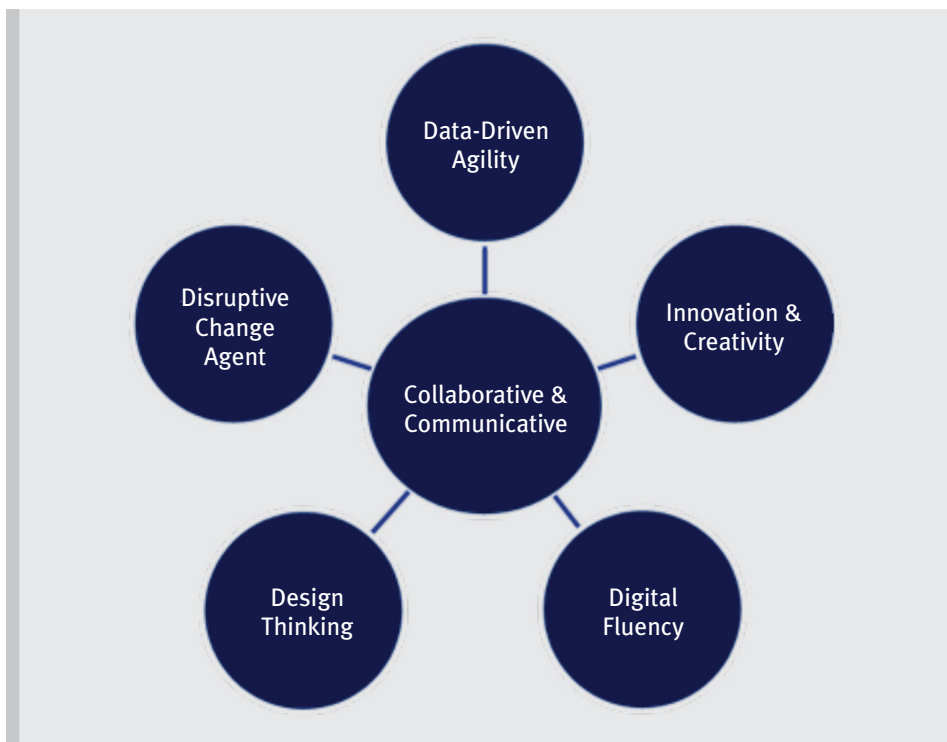 Data-Driven
Agility
Disruptive
Change
Agent
Innovation &
Creativity
Collaborative &
Communicative
Design
Thinking
Digital
Fluency